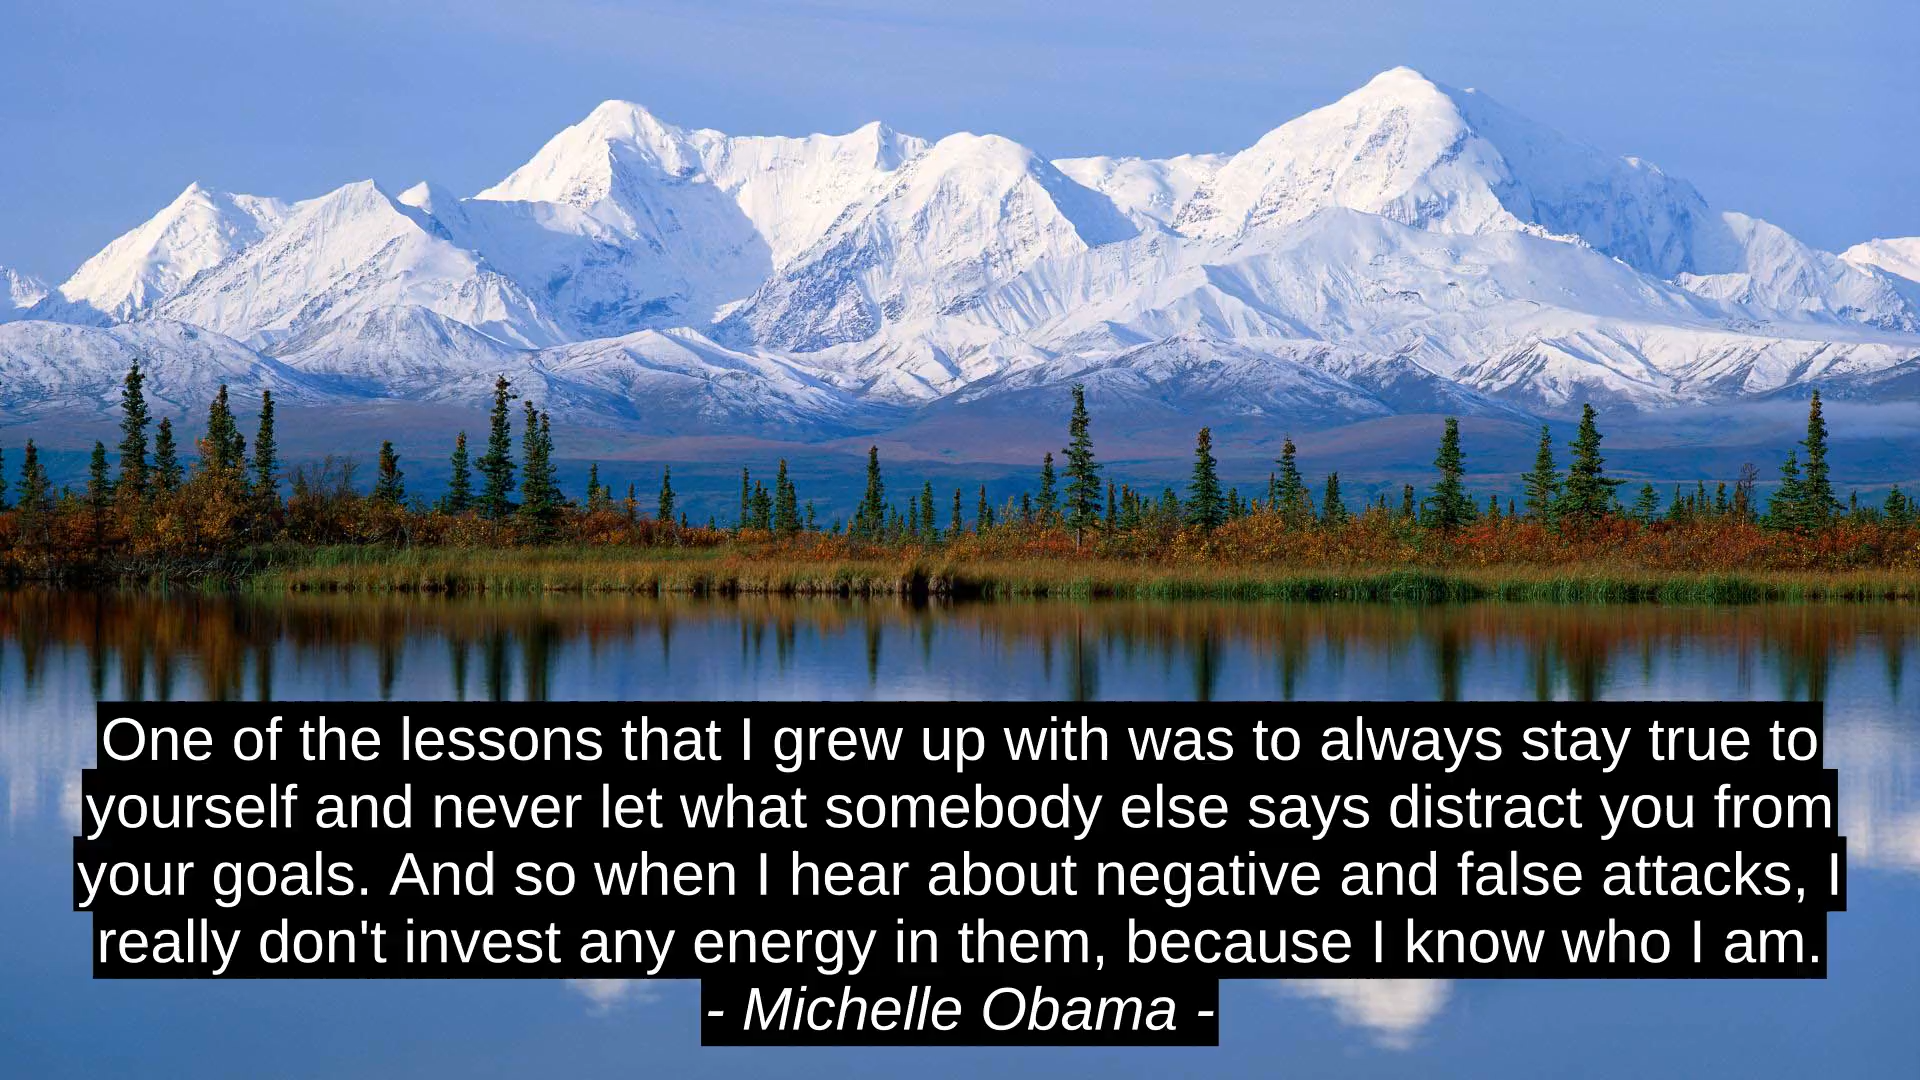 One of the lessons that I grew up with was to always stay true to
yourself and never let what somebody else says distract you from
your goals. And so when I hear about negative and false attacks, I
really don't invest any energy in them, because I know who I am.
- Michelle Obama -